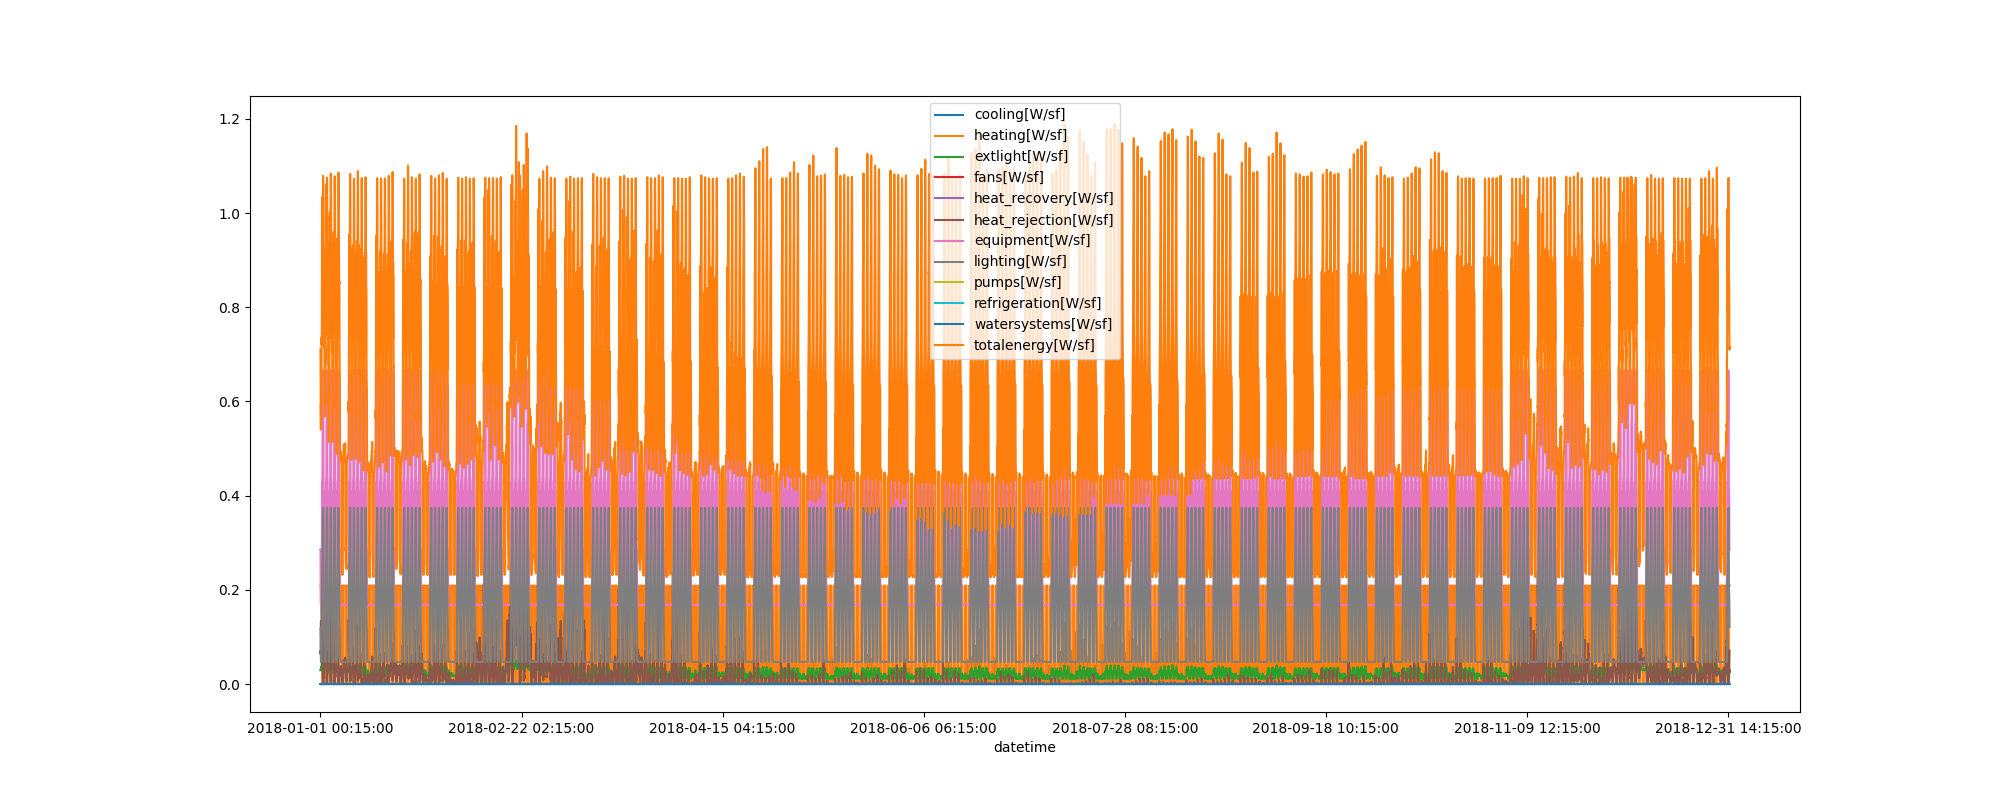 1.2
1.0
0.8
0.6
0.4
0.2
0.0
cooling[W/sf]
heating[W/sf]
extlight[W/sf]
fans[W/sf]
heat_recovery[W/sf]
heat_rejection[W/sf]
equipment[W/sf]
lighting[W/sf]
pumps[W/sf]
refrigeration[W/sf]
watersystems[W/sf]
totalenergy[W/sf]
2018-01-01 00:15:00 2018-02-22 02:15:00 2018-04-15 04:15:00 2018-06-06 06:15:00 2018-07-28 08:15:00 2018-09-18 10:15:00 2018-11-09 12:15:00 2018-12-31 14:15:00
datetime